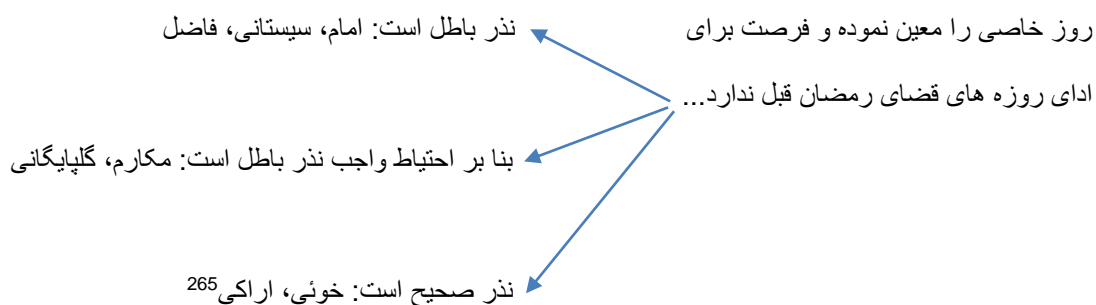 روز خاصی را معین نموده و فرصت برای
ادای روزه های قضای رمضان قبل ندارد...
نذر باطل است: امام، سیستانی، فاضل
بنا بر احتیاط واجب نذر باطل است: مکارم، گلپایگانی
نذر صحیح است: خوئی، اراکی265